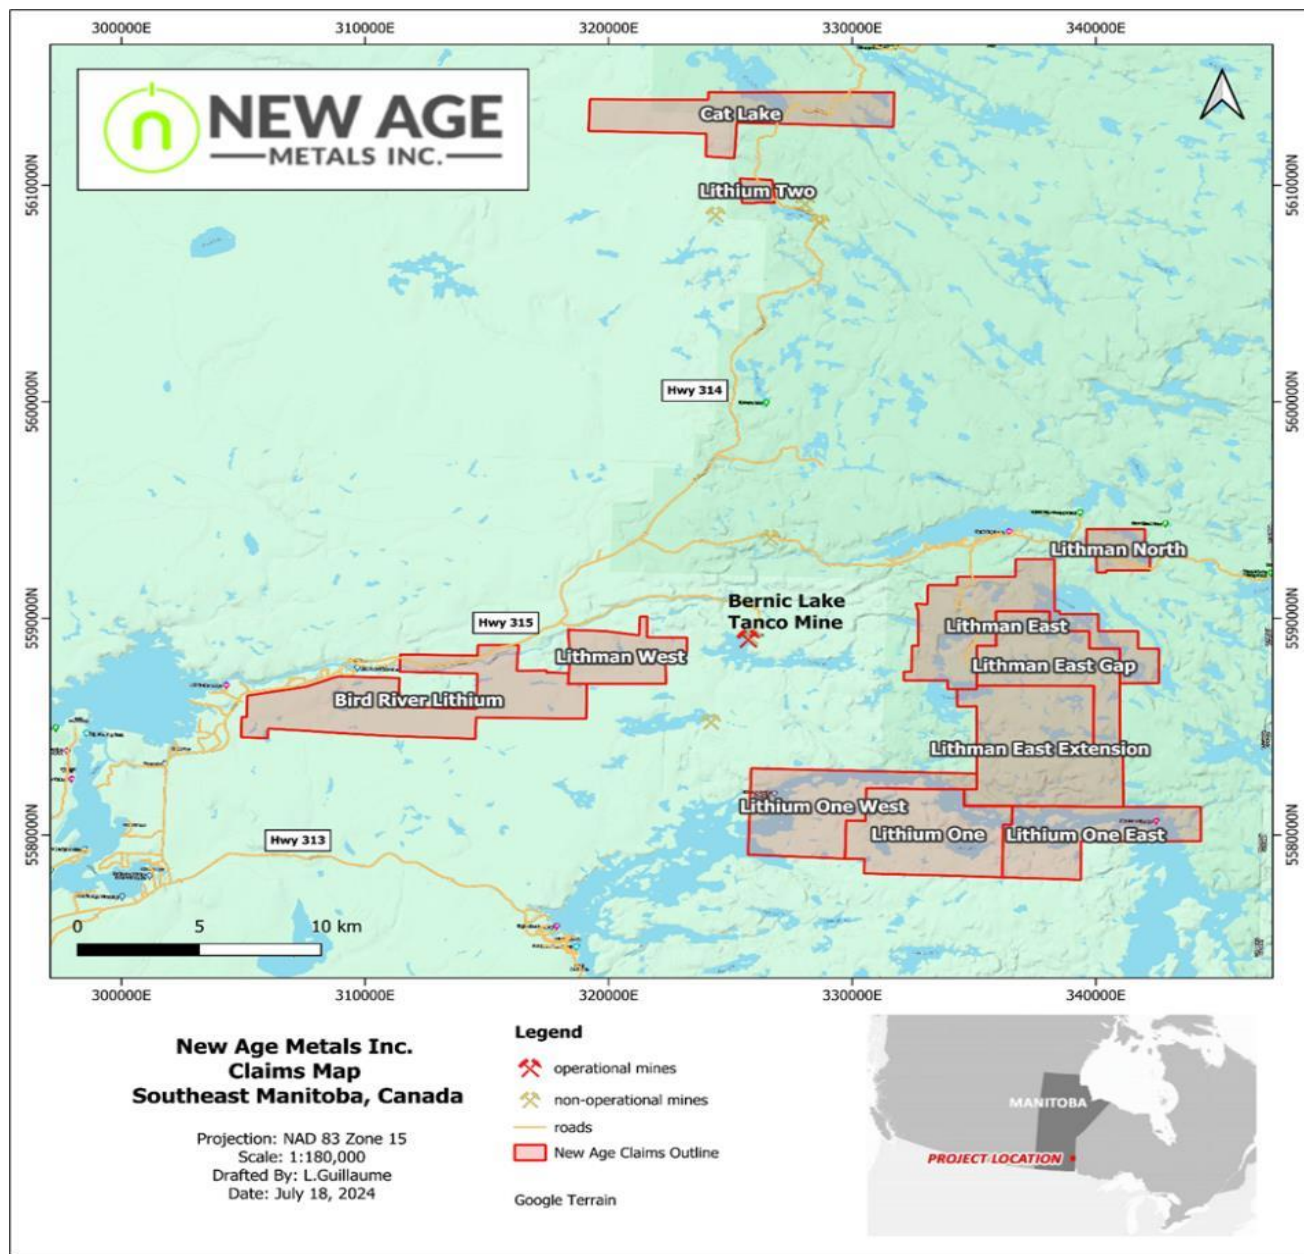 300000E 310000E 320000E 330000E 340000E
NEW AGE
METALS INC.
Cat Lake
Lithium Two
5610000N 5610000N
Hwy 314
5600000N 5600000N
Lithman North
Bernic Lake
Tanco Mine
5590000N 5590000N
Hwy 315
Lithman East
Lithman West
Lithman East Gap
Bird River Lithium
Lithman East Extension
Lithium One West
Lithium One
Lithium One East
5580000N 5580000N
Hwy 313
0 5 10 km
300000E 310000E 320000E 330000E 340000E
New Age Metals Inc.
Claims Map
Southeast Manitoba, Canada
Projection: NAD 83 Zone 15
Scale: 1:180,000
Drafted By: L.Guillaume
Date: July 18, 2024
Legend
operational mines
non-operational mines
roads
New Age Claims Outline
Google Terrain
MANITOBA
PROJECT LOCATION